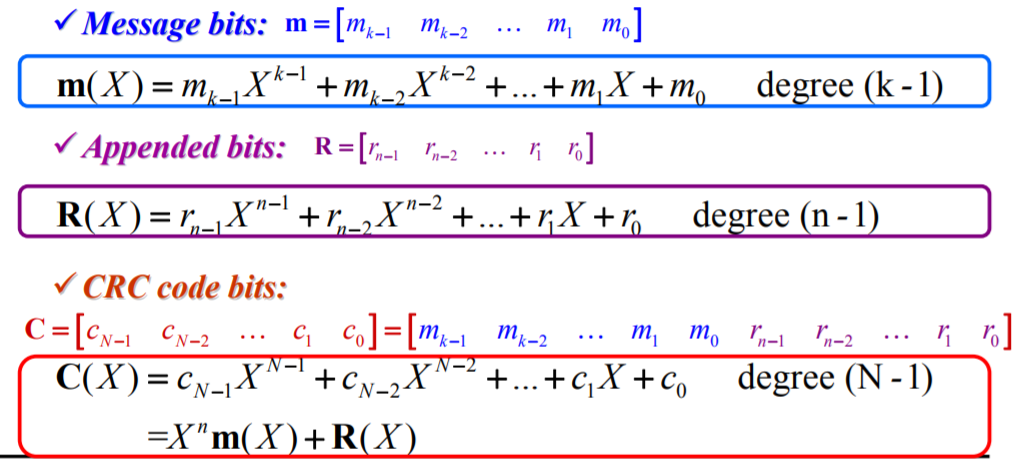 ✓ Message bits: m = [m_{k-1} m_{k-2} … m_1 m_0]
m(X) = m_{k-1}X^{k-1} + m_{k-2}X^{k-2} + ... + m_1X + m_0 degree (k - 1)
✓ Appended bits: R = [r_{n-1} r_{n-2} … r_1 r_0]
R(X) = r_{n-1}X^{n-1} + r_{n-2}X^{n-2} + ... + r_1X + r_0 degree (n - 1)
✓ CRC code bits:
C = [c_{N-1} c_{N-2} … c_1 c_0] = [m_{k-1} m_{k-2} … m_1 m_0 r_{n-1} r_{n-2} … r_1 r_0]
C(X) = c_{N-1}X^{N-1} + c_{N-2}X^{N-2} + ... + c_1X + c_0 degree (N - 1)
=X^n m(X) + R(X)